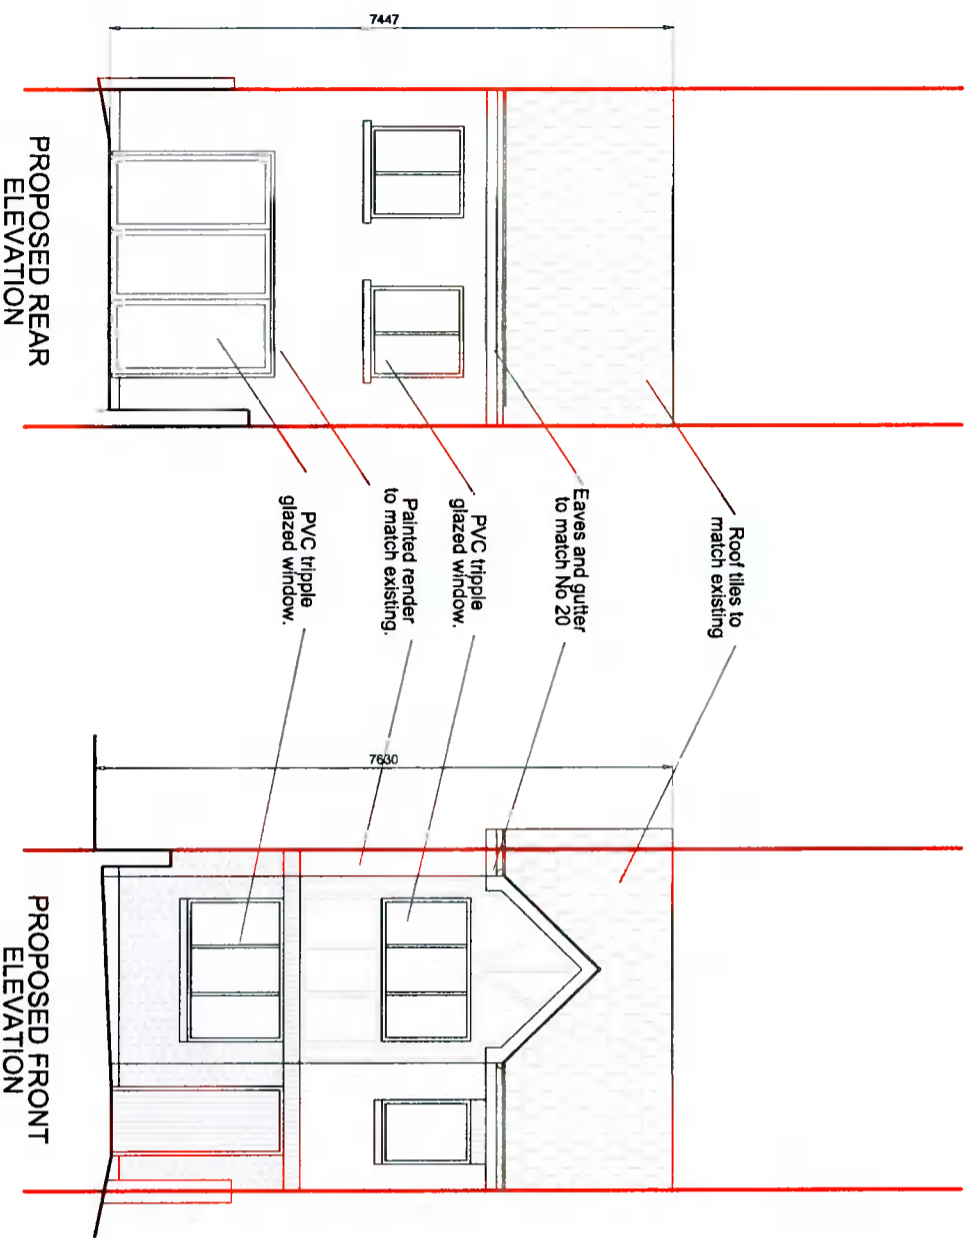 7447
Roof tiles to
match existing
Eaves and gutter
to match No 20
PVC tripple
glazed window.
Painted render
to match existing.
PVC tripple
glazed window.
PROPOSED REAR
ELEVATION
7630
PROPOSED FRONT
ELEVATION